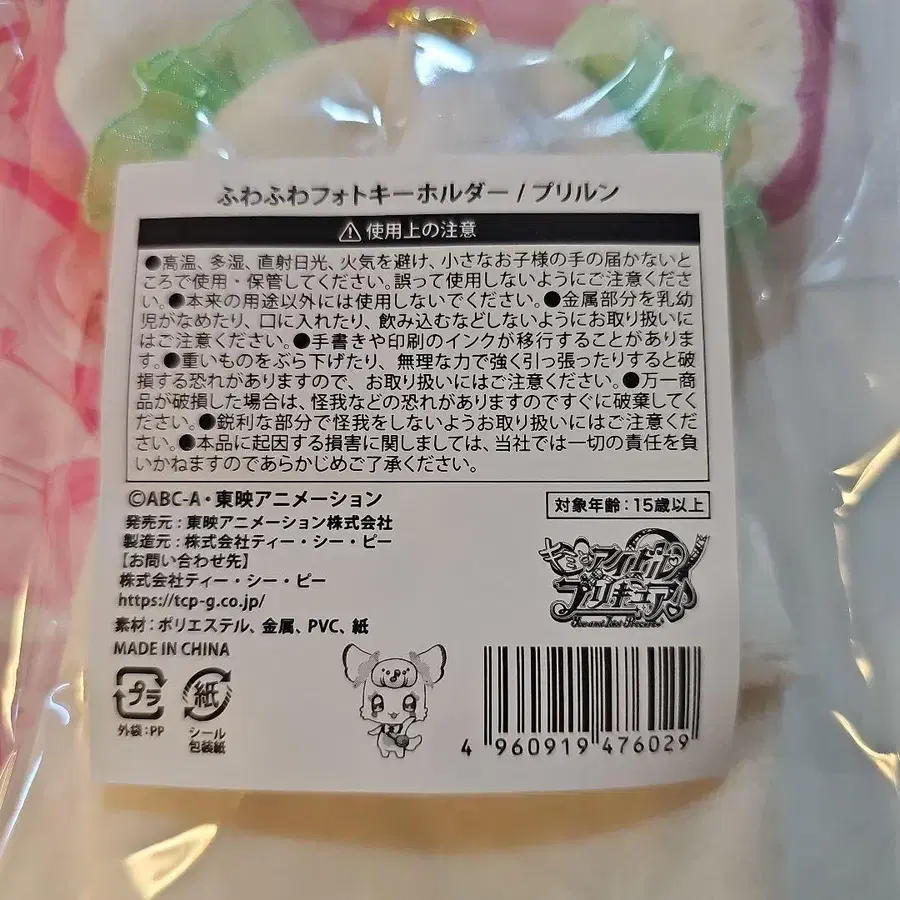 ふわふわフォトキーホルダー / プリルン
⚠使用上の注意
●高温、多湿、直射日光、火気を避け、小さなお子様の手の届かないと
ころで使用・保管してください。誤って使用しないようにご注意くださ
い。●本来の用途以外には使用しないでください。●金属部分を乳幼
児がなめたり、口に入れたり、飲み込むなどしないようにお取り扱いに
はご注意ください。●手書きや印刷のインクが移行することがありま
す。●重いものをぶら下げたり、無理な力で強く引っ張ったりすると破
損する恐れがありますので、お取り扱いにはご注意ください。●万一商
品が破損した場合は、怪我などの恐れがありますのですぐに破棄してく
ださい。●鋭利な部分で怪我をしないようお取り扱いにはご注意くださ
い。●本品に起因する損害に関しましては、当社では一切の責任を負
いかねますのであらかじめご了承ください。
©ABC-A・東映アニメーション
対象年齢：15歳以上
発売元：東映アニメーション株式会社
製造元：株式会社ティー・シー・ピー
【お問い合わせ先】
株式会社ティー・シー・ピー
https://tcp-g.co.jp/
素材：ポリエステル、金属、PVC、紙
MADE IN CHINA
キミとアイドル
プリキュア♪
You and Idol Precure
プラ
外袋：PP
紙
シール
包装紙
4 960919 476029